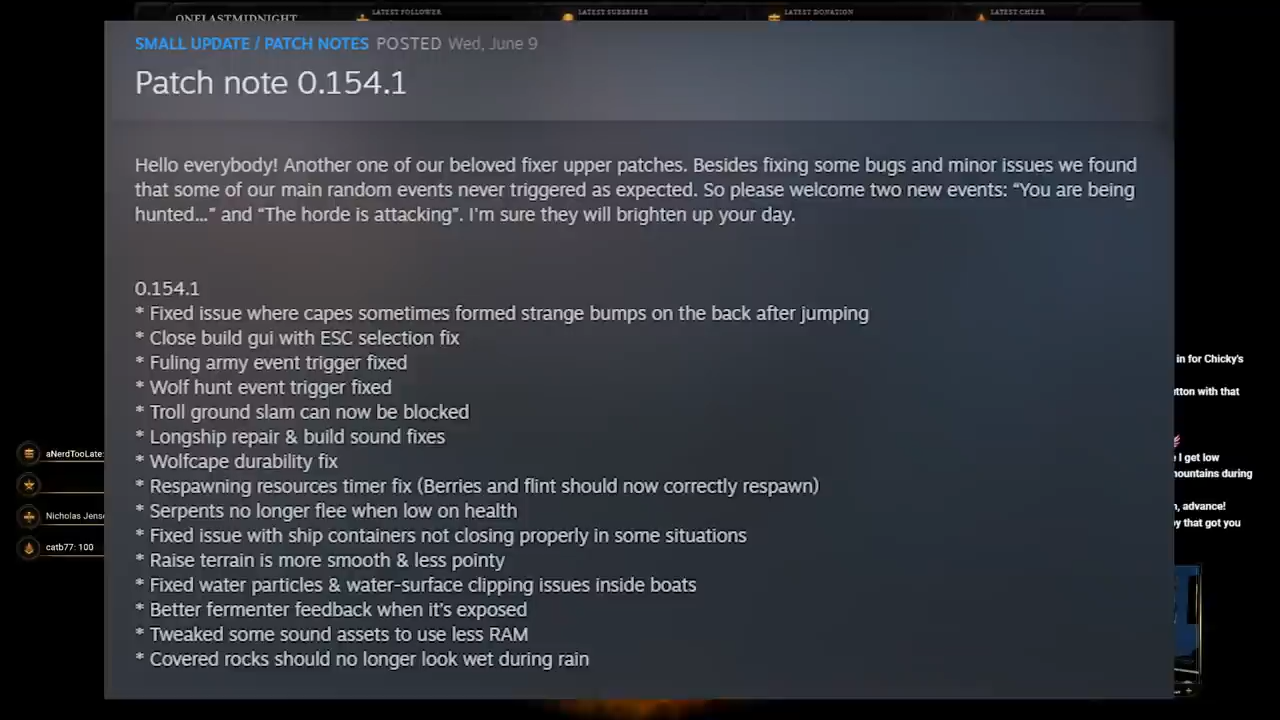 ONELASTMIDNIGHT
LATEST FOLLOWER
LATEST SUBSRIBER
LATEST DONATION
LATEST CHEER
SMALL UPDATE / PATCH NOTES POSTED Wed, June 9
Patch note 0.154.1
Hello everybody! Another one of our beloved fixer upper patches. Besides fixing some bugs and minor issues we found
that some of our main random events never triggered as expected. So please welcome two new events: “You are being
hunted...” and “The horde is attacking”. I'm sure they will brighten up your day.
0.154.1
* Fixed issue where capes sometimes formed strange bumps on the back after jumping
* Close build gui with ESC selection fix
* Fuling army event trigger fixed
* Wolf hunt event trigger fixed
* Troll ground slam can now be blocked
* Longship repair & build sound fixes
* Wolfcape durability fix
* Respawning resources timer fix (Berries and flint should now correctly respawn)
* Serpents no longer flee when low on health
* Fixed issue with ship containers not closing properly in some situations
* Raise terrain is more smooth & less pointy
* Fixed water particles & water-surface clipping issues inside boats
* Better fermenter feedback when it's exposed
* Tweaked some sound assets to use less RAM
* Covered rocks should no longer look wet during rain
aNerdTooLate:
Nicholas Jens
catb77: 100
in for Chicky's
with that
I get low
during
advance!
that got you